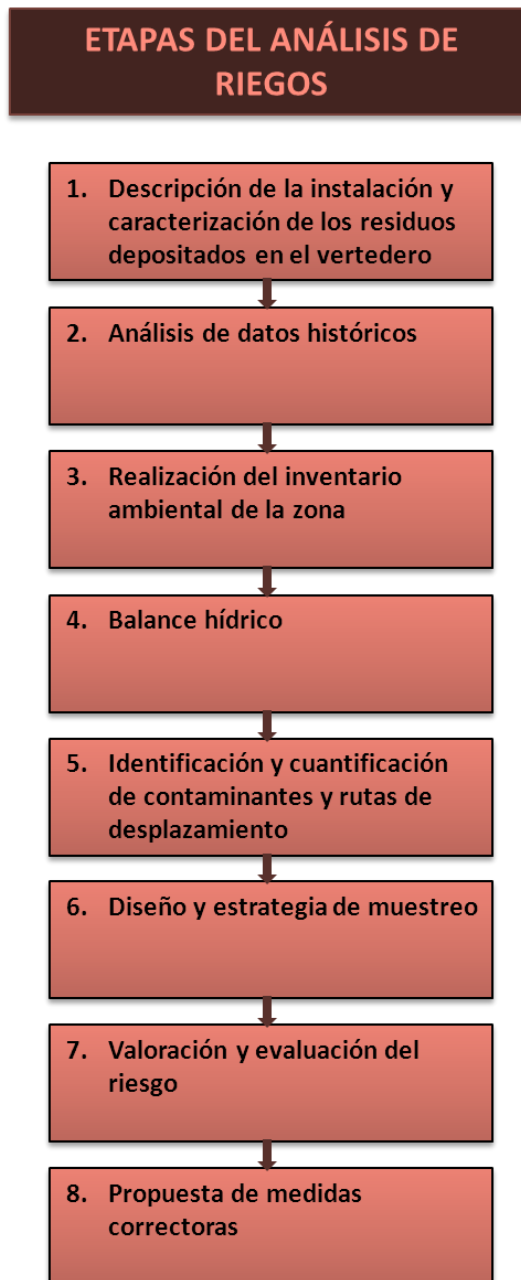 ETAPAS DEL ANÁLISIS DE
RIEGOS
1. Descripción de la instalación y
caracterización de los residuos
depositados en el vertedero
2. Análisis de datos históricos
3. Realización del inventario
ambiental de la zona
4. Balance hídrico
5. Identificación y cuantificación
de contaminantes y rutas de
desplazamiento
6. Diseño y estrategia de muestreo
7. Valoración y evaluación del
riesgo
8. Propuesta de medidas
correctoras